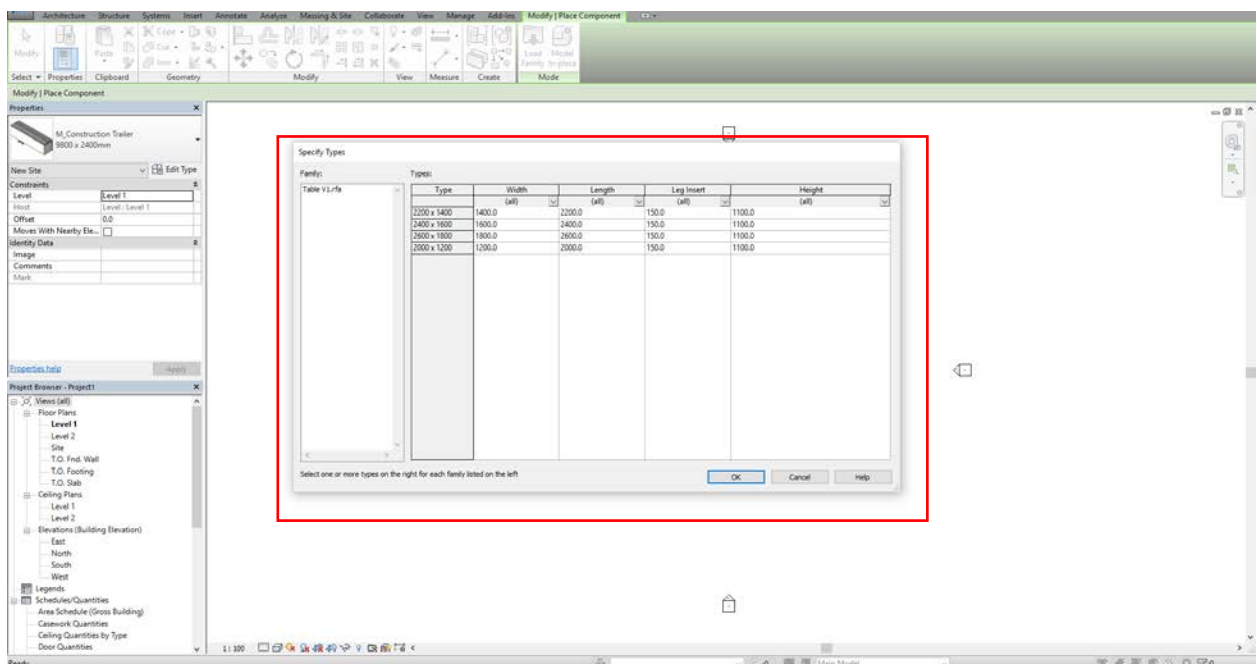 Architecture Structure Systems Insert Annotate Analyze Massing & Site Collaborate View Manage Add-Ins Modify | Place Component
Modify Paste Cope Cut Join Load Family Model In-place
Select Properties Clipboard Geometry Modify View Measure Create Mode
Modify | Place Component
Properties
M_Construction Trailer
9800 x 2400mm
New Site Edit Type
Constraints
Level Level 1
Host Level : Level 1
Offset 0.0
Moves With Nearby Ele...
Identity Data
Image
Comments
Mark
Properties help Apply
Project Browser - Project1
Views (all)
Floor Plans
Level 1
Level 2
Site
T.O. Fnd. Wall
T.O. Footing
T.O. Slab
Ceiling Plans
Level 1
Level 2
Elevations (Building Elevation)
East
North
South
West
Legends
Schedules/Quantities
Area Schedule (Gross Building)
Casework Quantities
Ceiling Quantities by Type
Door Quantities
Specify Types
Family: Types:
Table V1.rfa
Type Width Length Leg Insert Height
(all) (all) (all) (all)
2200 x 1400 1400.0 2200.0 150.0 1100.0
2400 x 1600 1600.0 2400.0 150.0 1100.0
2600 x 1800 1800.0 2600.0 150.0 1100.0
2000 x 1200 1200.0 2000.0 150.0 1100.0
Select one or more types on the right for each family listed on the left
OK Cancel Help
1 : 100
Ready Main Model